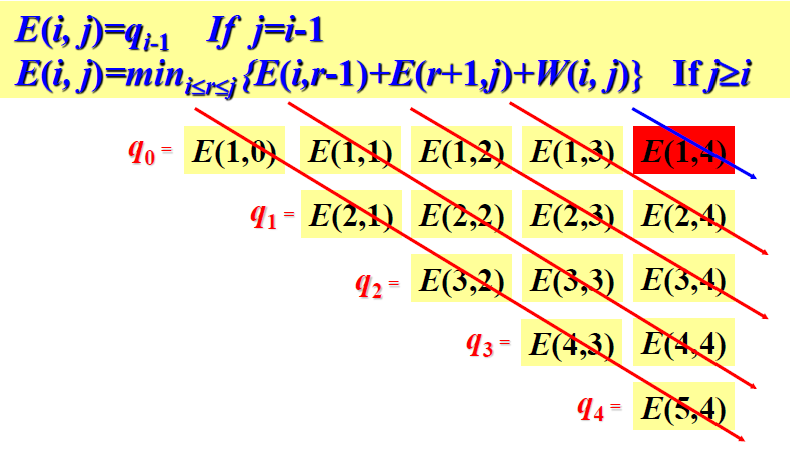 E(i, j)=qᵢ₋₁ If j=i-1
E(i, j)=min_{i≤r≤j}{E(i,r-1)+E(r+1,j)+W(i, j)} If j≥i
q₀ = E(1,0) E(1,1) E(1,2) E(1,3) E(1,4)
q₁ = E(2,1) E(2,2) E(2,3) E(2,4)
q₂ = E(3,2) E(3,3) E(3,4)
q₃ = E(4,3) E(4,4)
q₄ = E(5,4)